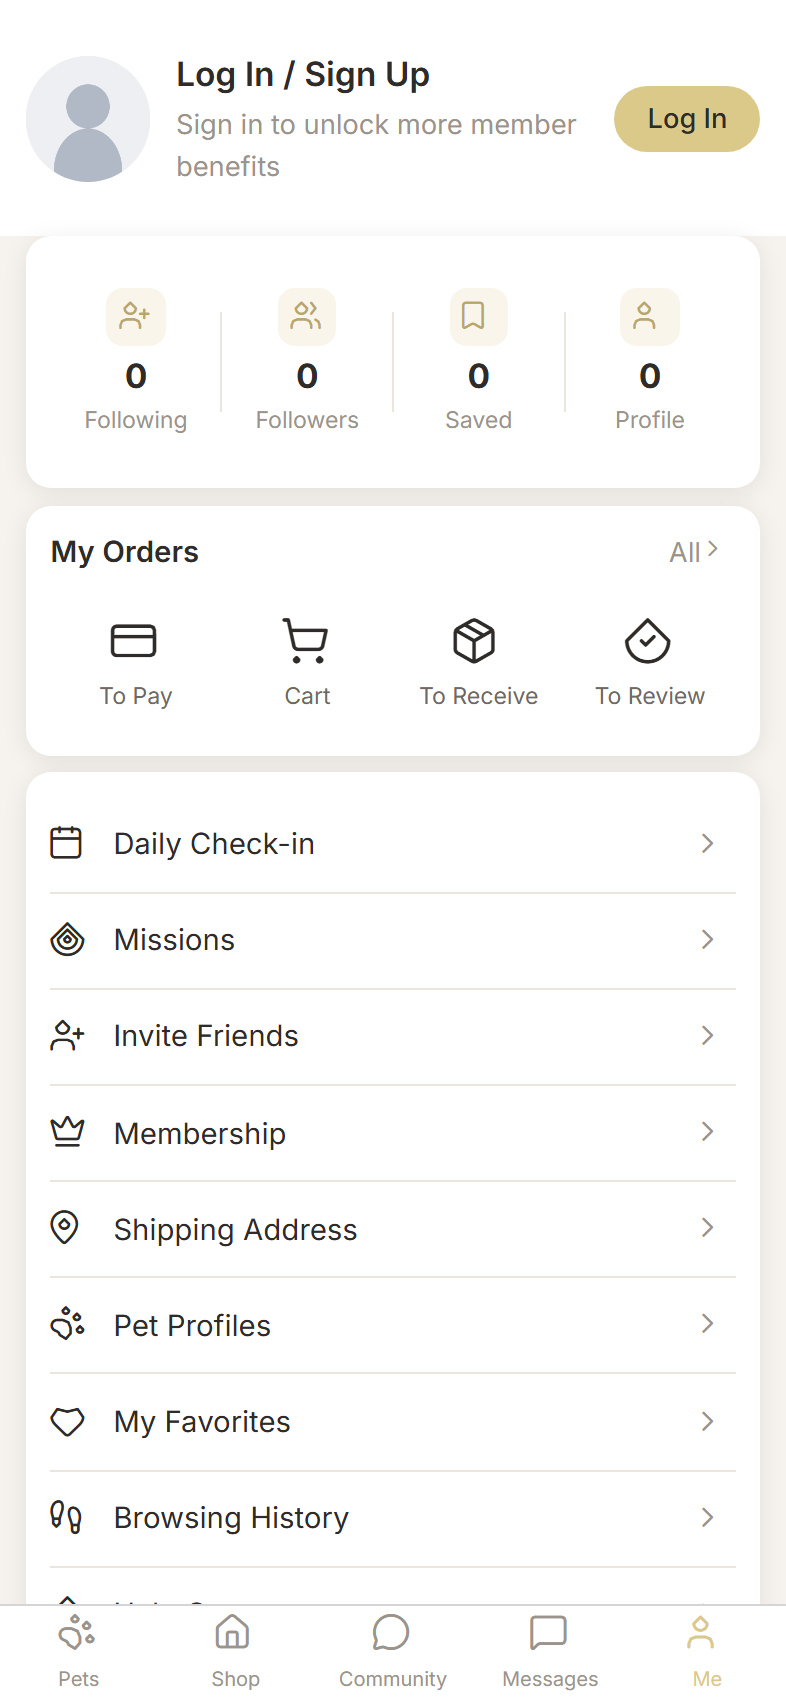 Log In / Sign Up
Sign in to unlock more member
benefits
Log In
0
0
0
0
Following
Followers
Saved
Profile
My Orders
All
To Pay
Cart
To Receive
To Review
Daily Check-in
Missions
Invite Friends
Membership
Shipping Address
Pet Profiles
My Favorites
Browsing History
Pets
Shop
Community
Messages
Me